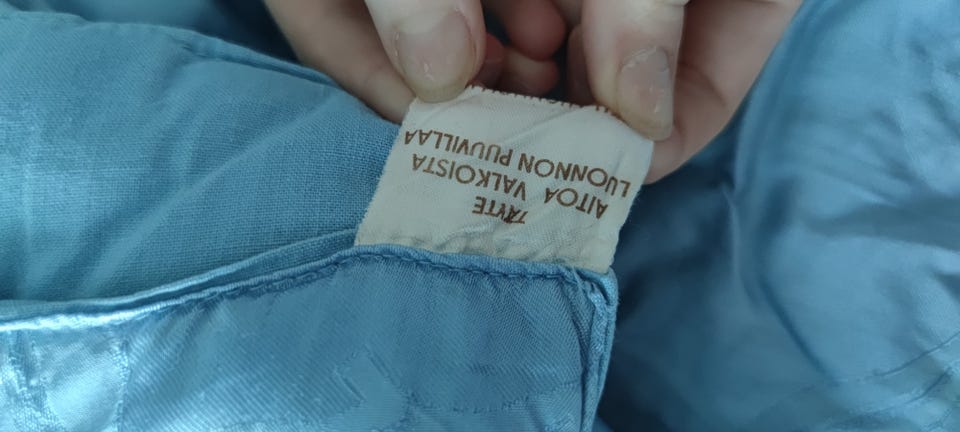 TÄYTE
AITOA VALKOISTA
LUONNON PUUVILLAA